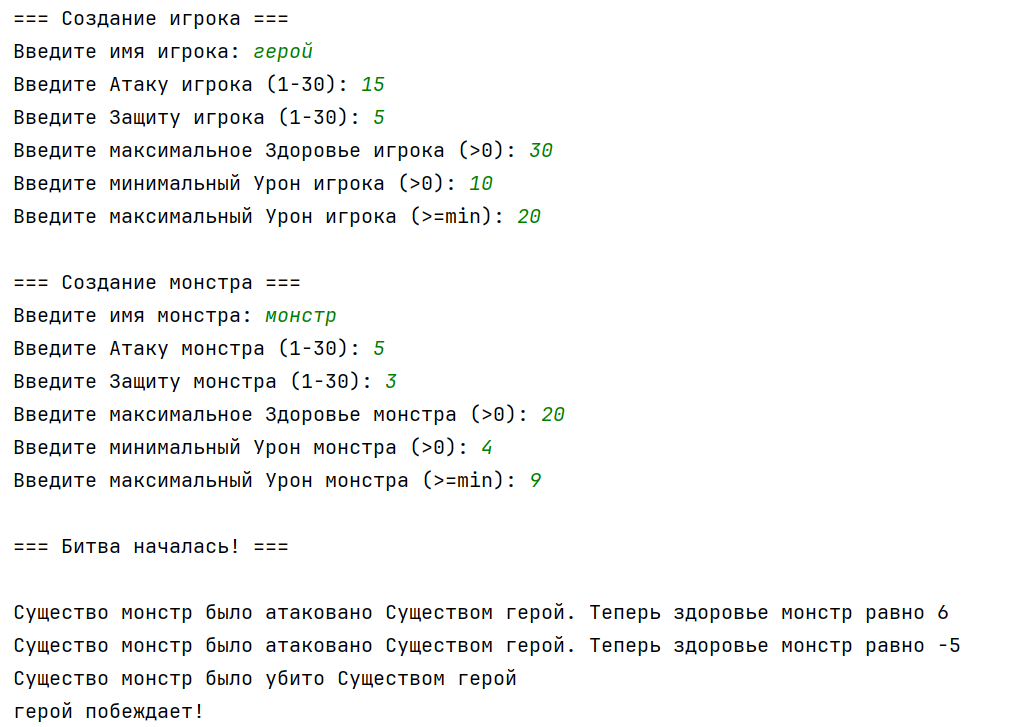 === Создание игрока ===
Введите имя игрока: герой
Введите Атаку игрока (1-30): 15
Введите Защиту игрока (1-30): 5
Введите максимальное Здоровье игрока (>0): 30
Введите минимальный Урон игрока (>0): 10
Введите максимальный Урон игрока (>=min): 20
=== Создание монстра ===
Введите имя монстра: монстр
Введите Атаку монстра (1-30): 5
Введите Защиту монстра (1-30): 3
Введите максимальное Здоровье монстра (>0): 20
Введите минимальный Урон монстра (>0): 4
Введите максимальный Урон монстра (>=min): 9
=== Битва началась! ===
Существо монстр было атаковано Существом герой. Теперь здоровье монстр равно 6
Существо монстр было атаковано Существом герой. Теперь здоровье монстр равно -5
Существо монстр было убито Существом герой
герой побеждает!